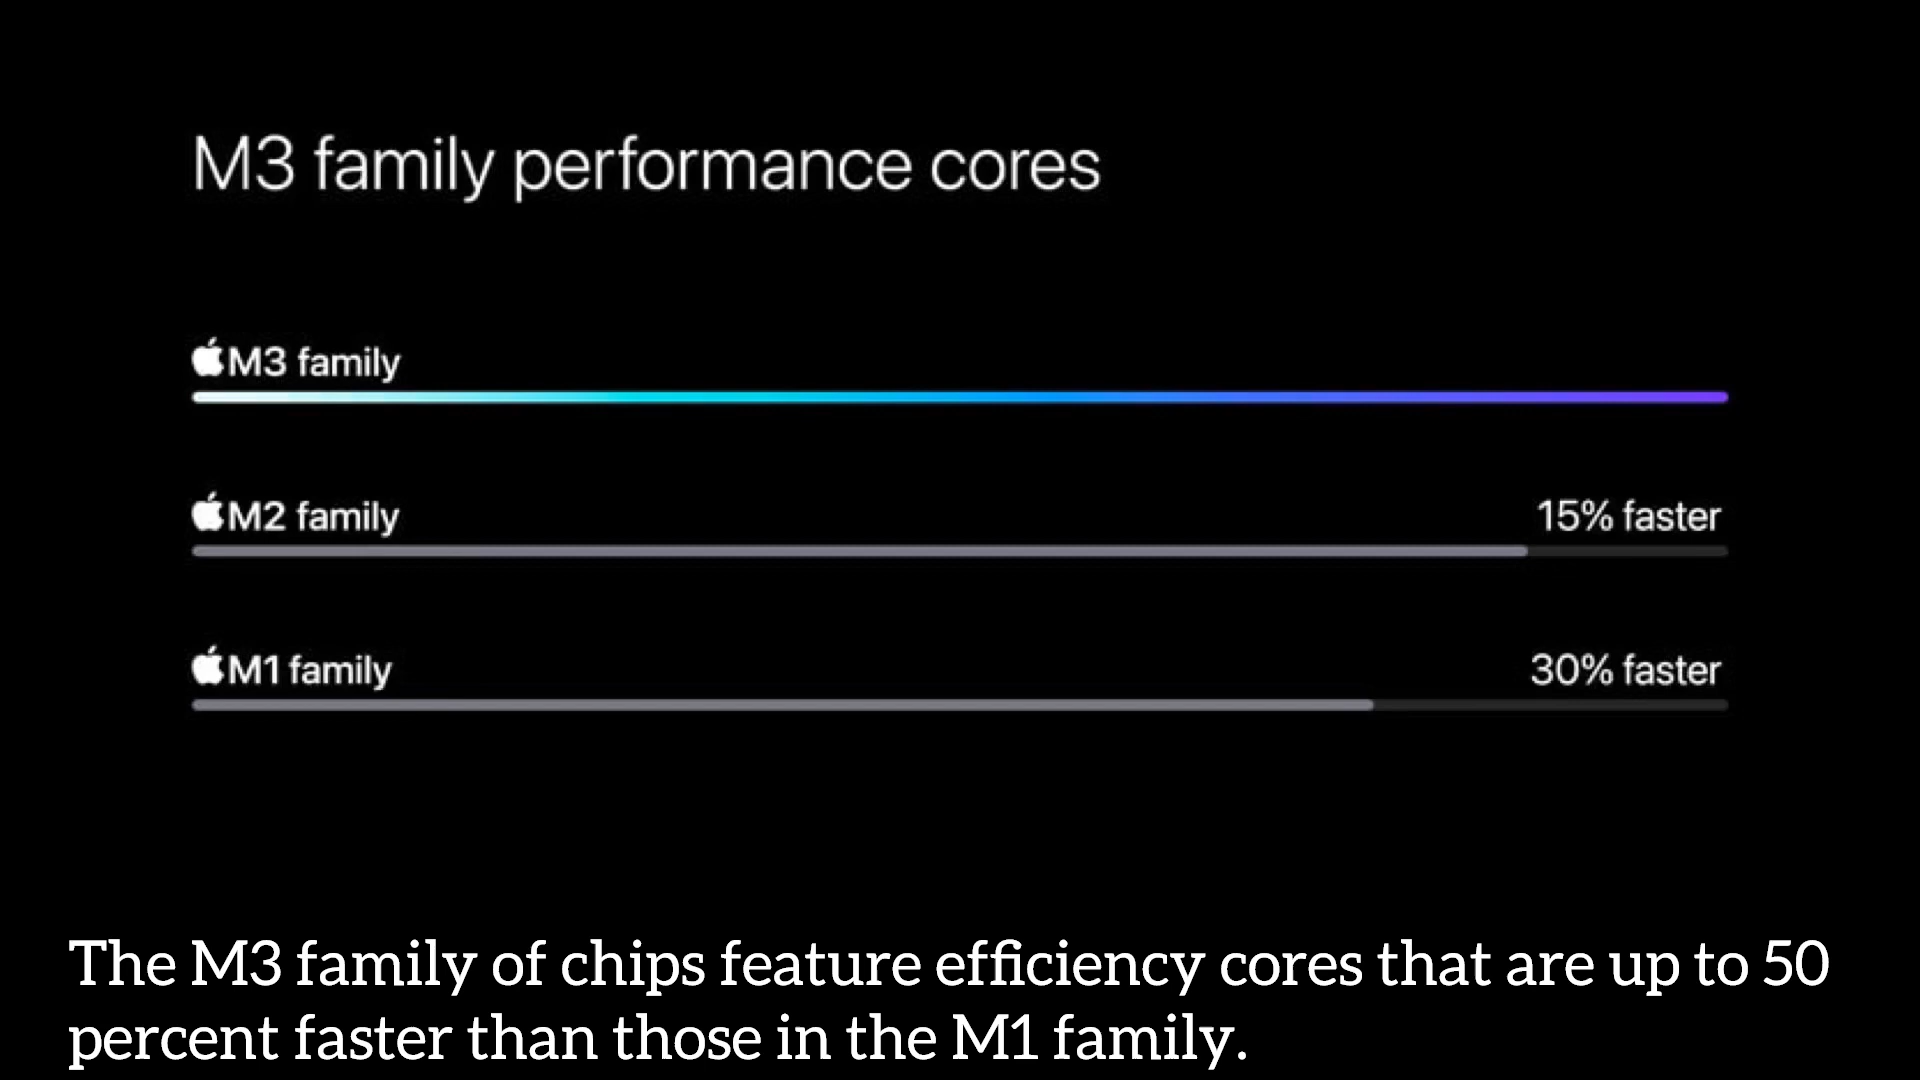 M3 family performance cores
M3 family
M2 family
15% faster
M1 family
30% faster
The M3 family of chips feature efficiency cores that are up to 50
percent faster than those in the M1 family.